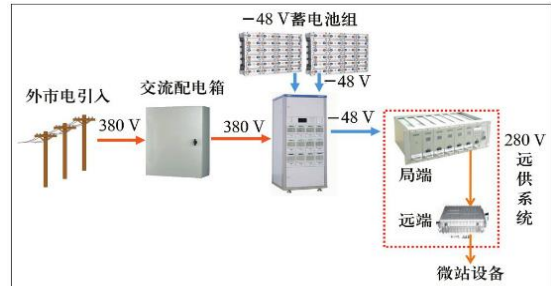 −48 V蓄电池组
−48 V
外市电引入
交流配电箱
380 V
380 V
−48 V
局端
远端
280 V
远供系统
微站设备